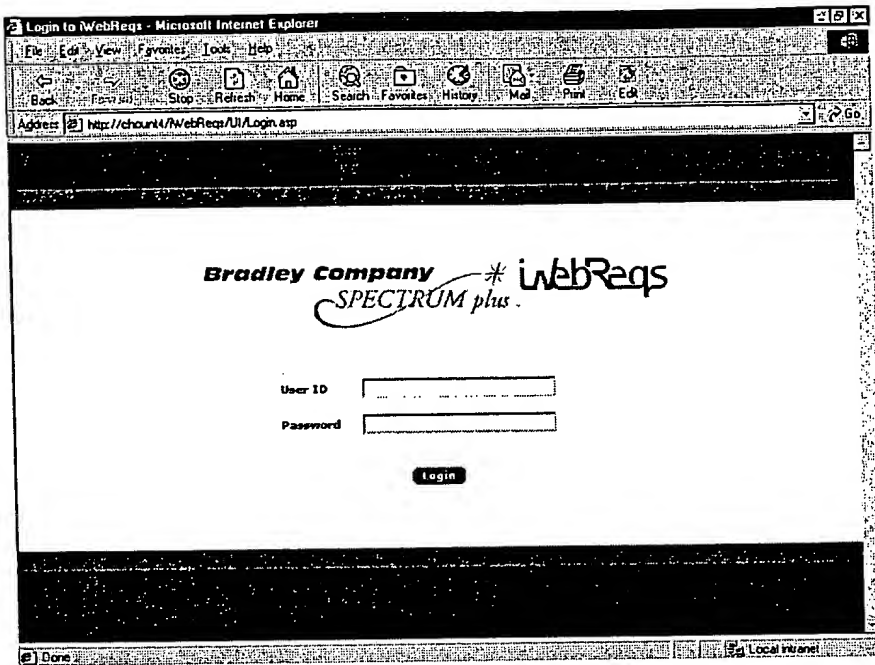 Login to iWebReqs - Microsoft Internet Explorer
File Edit View Favorites Tools Help
Back Forward Stop Refresh Home Search Favorites History Mail Print Edit
Address http://chount4/iWebReqs/UI/Login.asp Go
Bradley Company iWebReqs
SPECTRUM plus
User ID
Password
Login
Done Local intranet